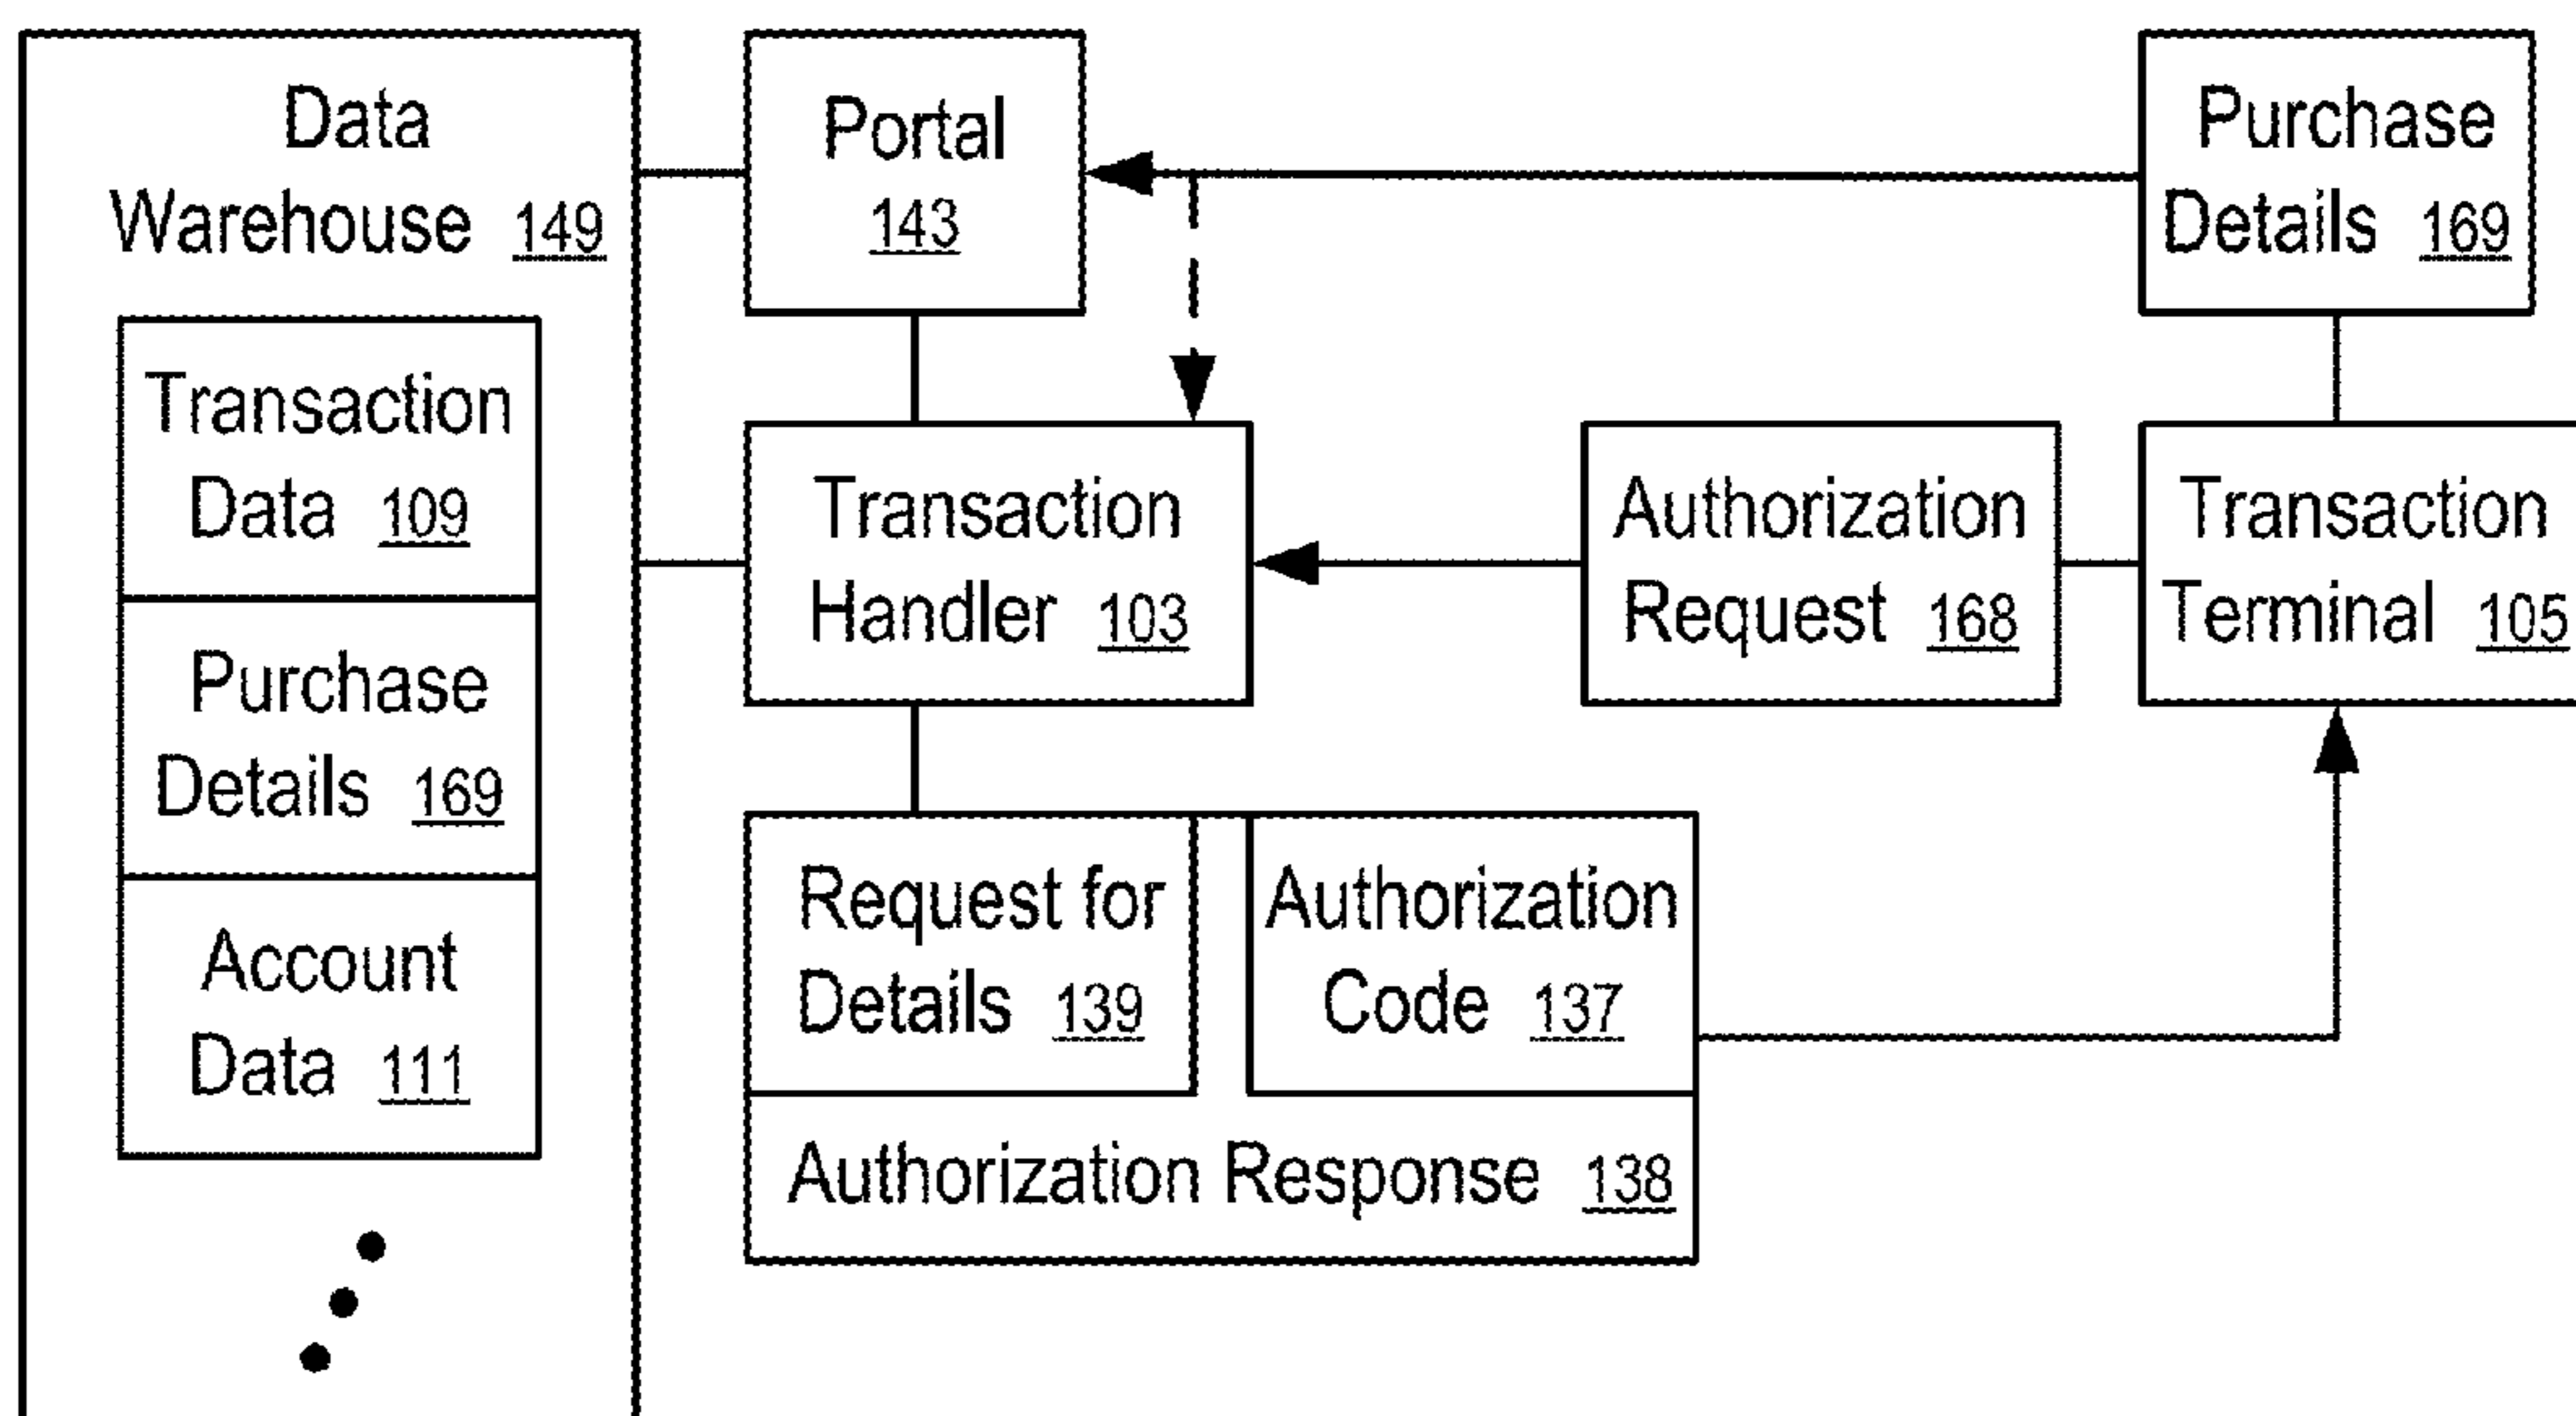 Data
Warehouse 149
Transaction
Data 109
Purchase
Details 169
Account
Data 111
Portal
143
Purchase
Details 169
Transaction
Handler 103
Authorization
Request 168
Transaction
Terminal 105
Request for
Details 139
Authorization
Code 137
Authorization Response 138